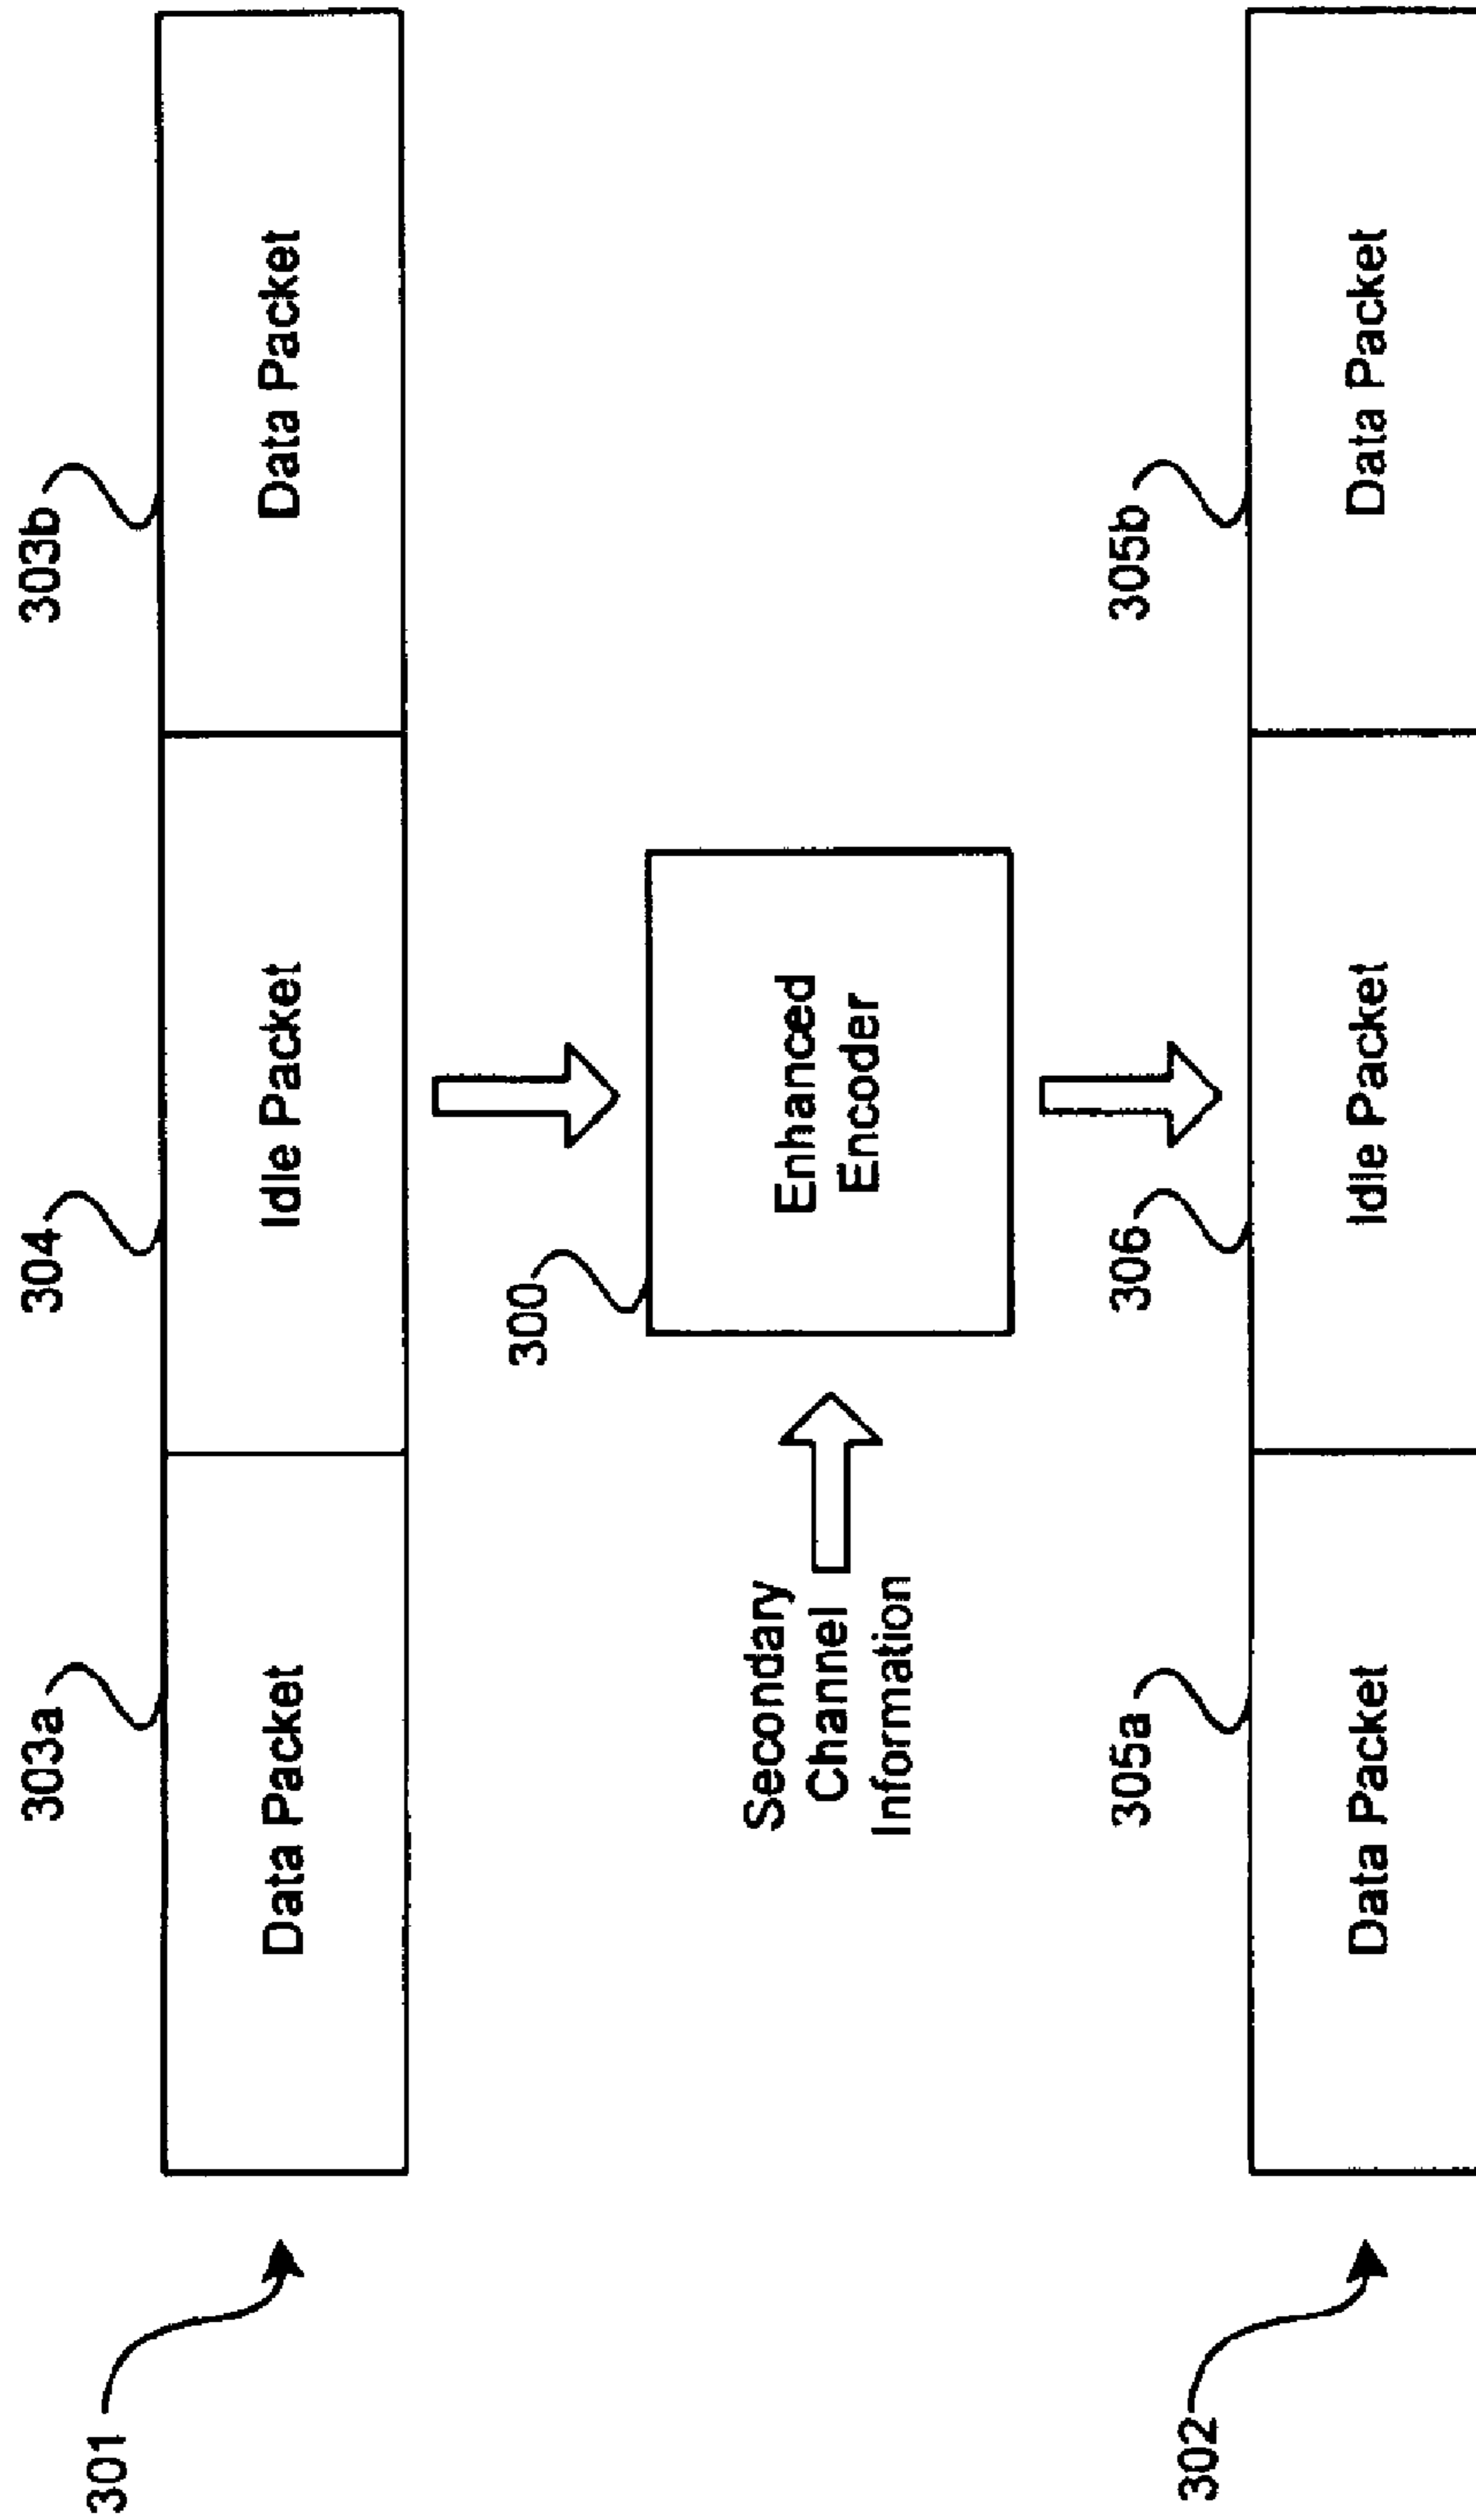 303a
304
303b
301
Data Packet
Idle Packet
Data Packet
300
Secondary
Channel
Information
Enhanced
Encoder
305a
306
305b
302
Data Packet
Idle Packet
Data Packet